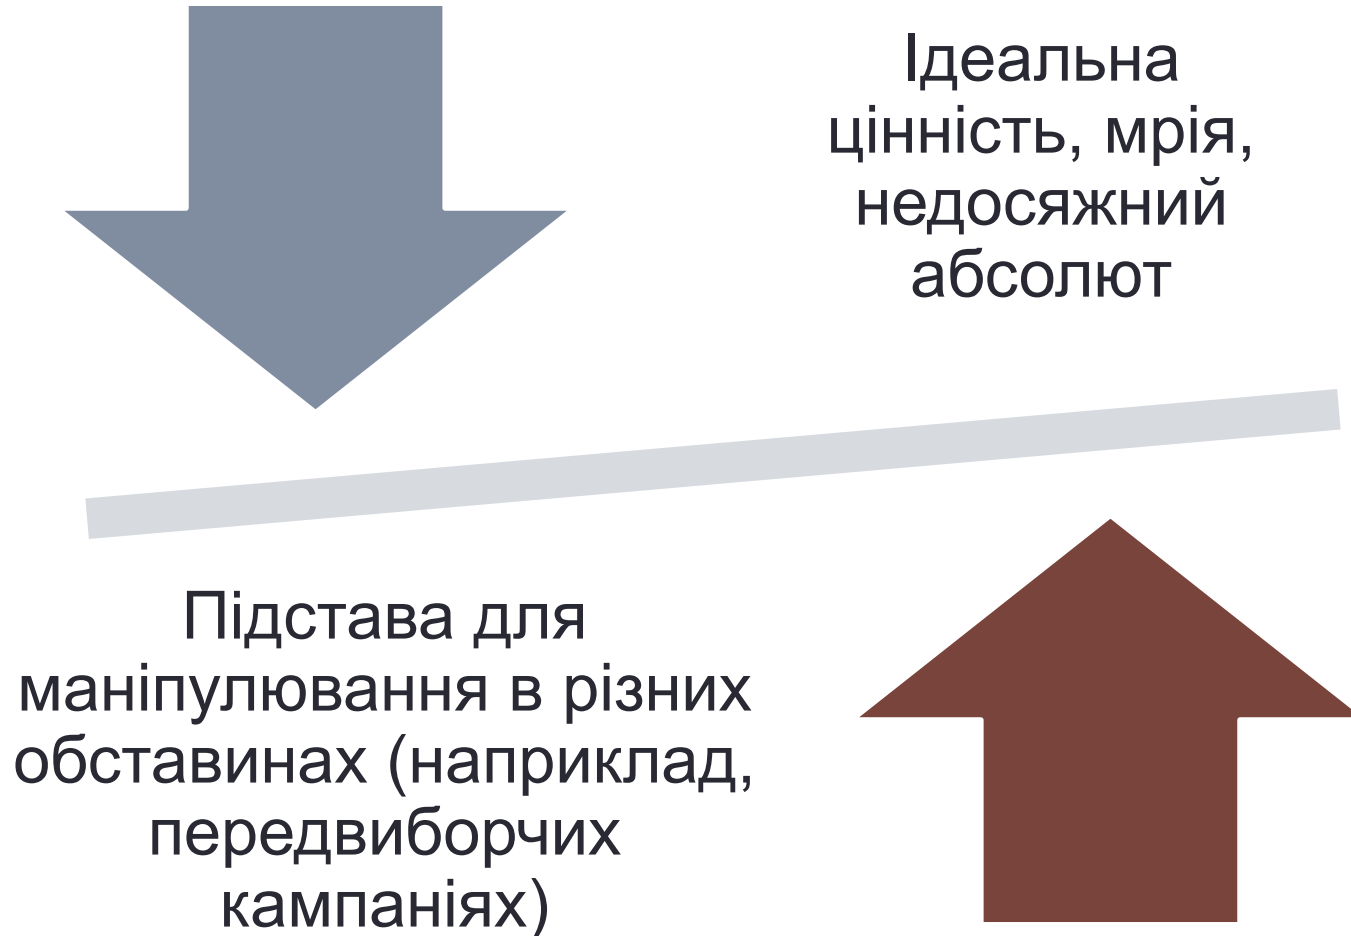 Ідеальна
цінність, мрія,
недосяжний
абсолют
Підстава для
маніпулювання в різних
обставинах (наприклад,
передвиборчих
кампаніях)